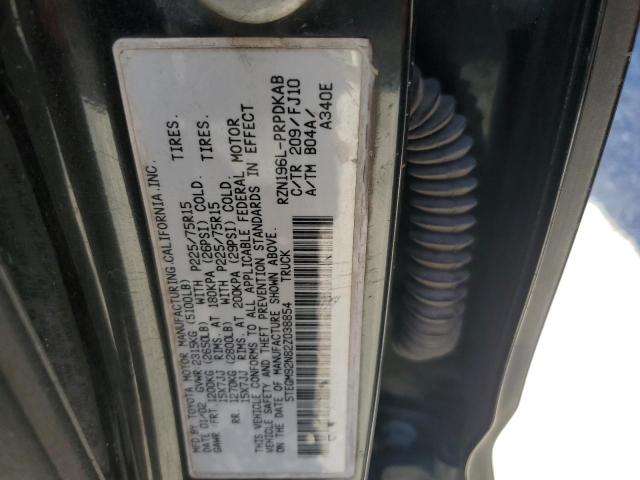 MFD BY TOYOTA MOTOR MANUFACTURING,CALIFORNIA,INC.
DATE 01/02 GVWR 2315KG (5100LB)
GAWR FRT 1200KG (2650LB) WITH P225/75R15 TIRES.
15X7JJ RIMS. AT 180KPA (26PSI) COLD.
RR 1270KG (2800LB) WITH P225/75R15 TIRES.
15X7JJ RIMS. AT 200KPA (29PSI) COLD.
THIS VEHICLE CONFORMS TO ALL APPLICABLE FEDERAL MOTOR
VEHICLE SAFETY AND THEFT PREVENTION STANDARDS IN EFFECT
ON THE DATE OF MANUFACTURE SHOWN ABOVE.
5TEGM92N82Z038854 TRUCK
RZN196L-PRPDKAB
C/TR 209/FJ10
A/TM B04A/
A340E